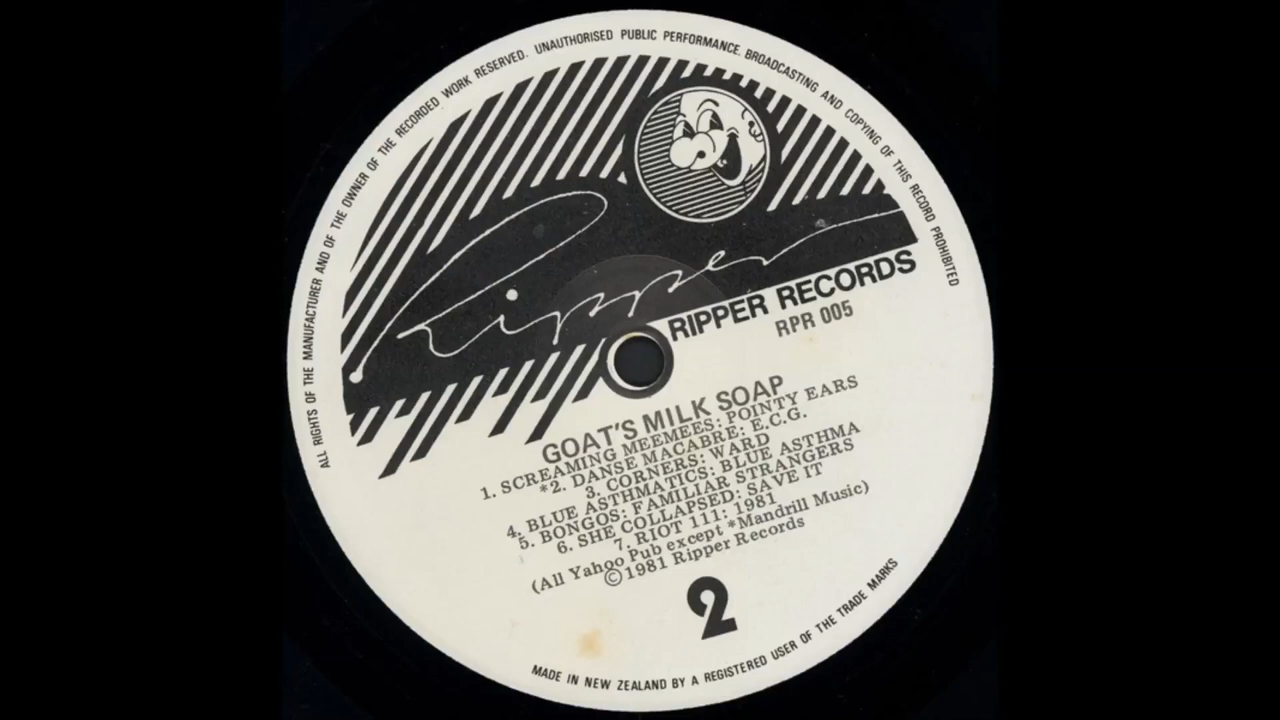 ALL RIGHTS OF THE MANUFACTURER AND OF THE OWNER OF THE RECORDED WORK RESERVED. UNAUTHORISED PUBLIC PERFORMANCE. BROADCASTING AND COPYING OF THIS RECORD PROHIBITED
Ripper
RIPPER RECORDS
RPR 005
GOAT'S MILK SOAP
1. SCREAMING MEEMEES: POINTY EARS
*2. DANSE MACABRE: E.C.G.
3. CORNERS: WARD
4. BLUE ASTHMATICS: BLUE ASTHMA
5. BONGOS: FAMILIAR STRANGERS
6. SHE COLLAPSED: SAVE IT
7. RIOT 111: 1981
(All Yahoo Pub except *Mandrill Music)
©1981 Ripper Records
2
MADE IN NEW ZEALAND BY A REGISTERED USER OF THE TRADE MARKS